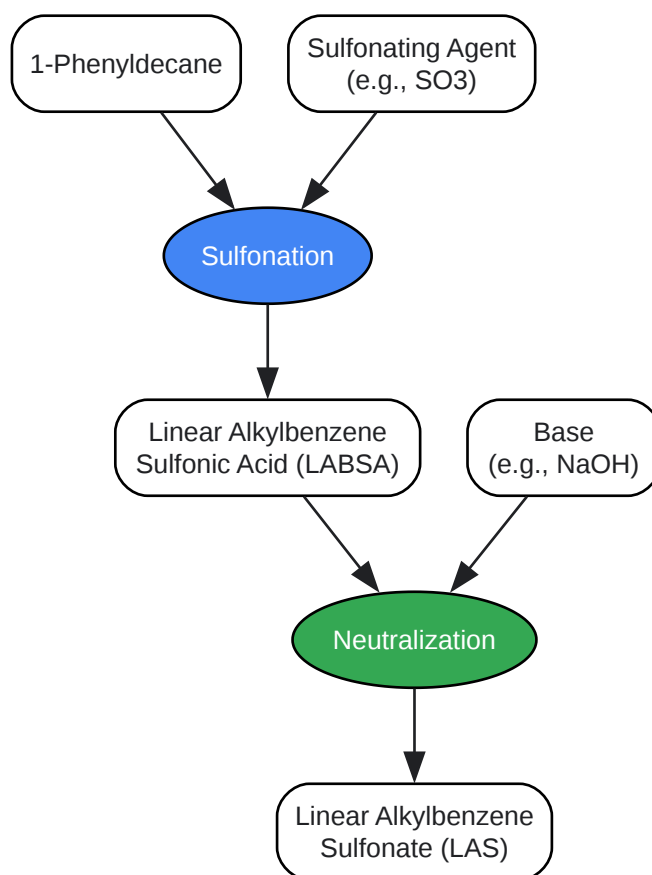 1-Phenyldecane
Sulfonating Agent
(e.g., SO3)
Sulfonation
Linear Alkylbenzene
Sulfonic Acid (LABSA)
Base
(e.g., NaOH)
Neutralization
Linear Alkylbenzene
Sulfonate (LAS)